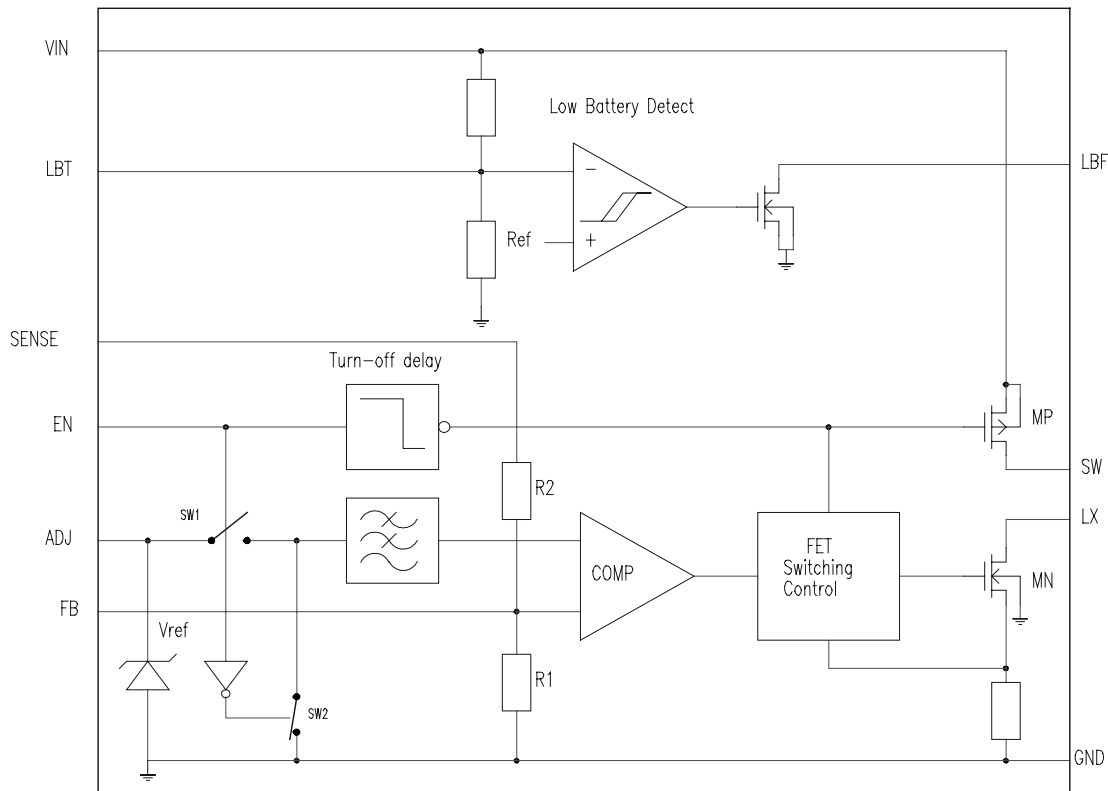 VIN
Low Battery Detect
LBT
LBF
−
Ref
+
SENSE
Turn-off delay
EN
MP
SW
R2
SW1
ADJ
LX
FET
Switching
Control
COMP
MN
FB
Vref
R1
SW2
GND